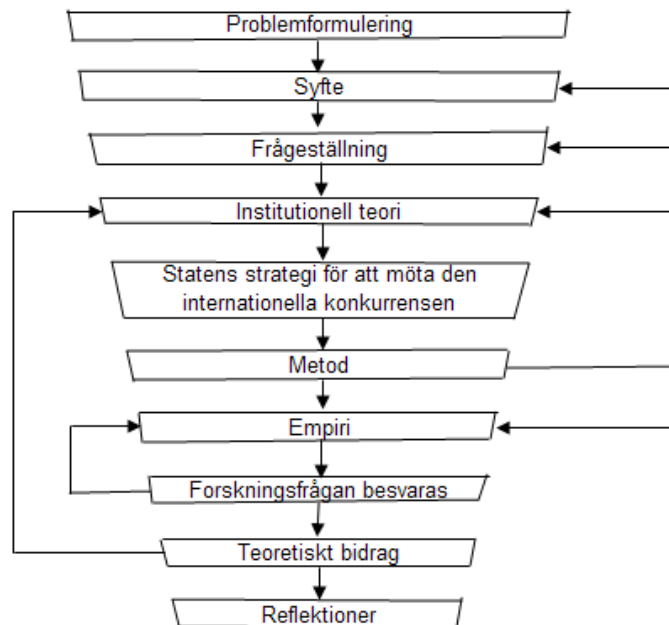 Problemformulering
Syfte
Frågeställning
Institutionell teori
Statens strategi för att möta den
internationella konkurrensen
Metod
Empiri
Forskningsfrågan besvaras
Teoretiskt bidrag
Reflektioner